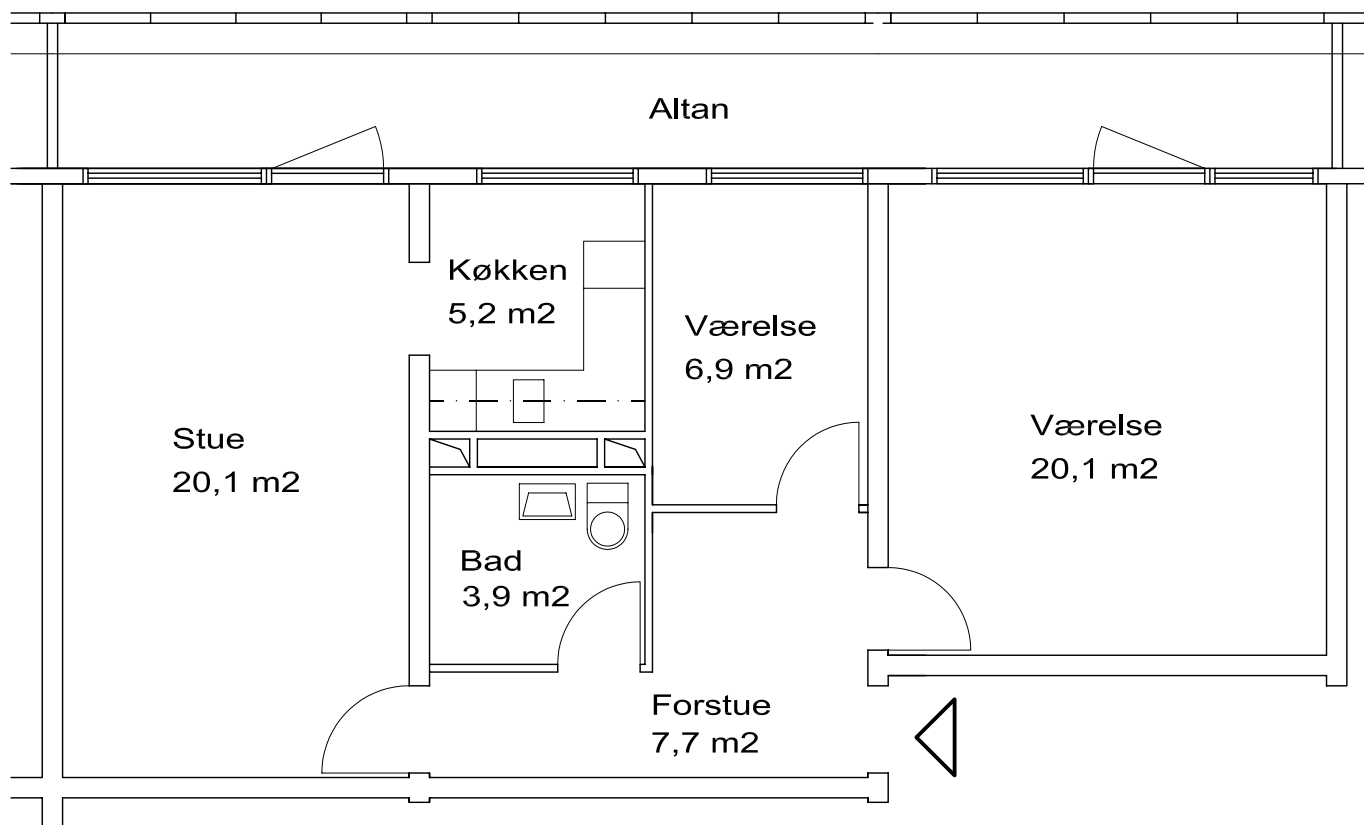 Altan
Køkken
5,2 m2
Værelse
6,9 m2
Stue
20,1 m2
Værelse
20,1 m2
Bad
3,9 m2
Forstue
7,7 m2